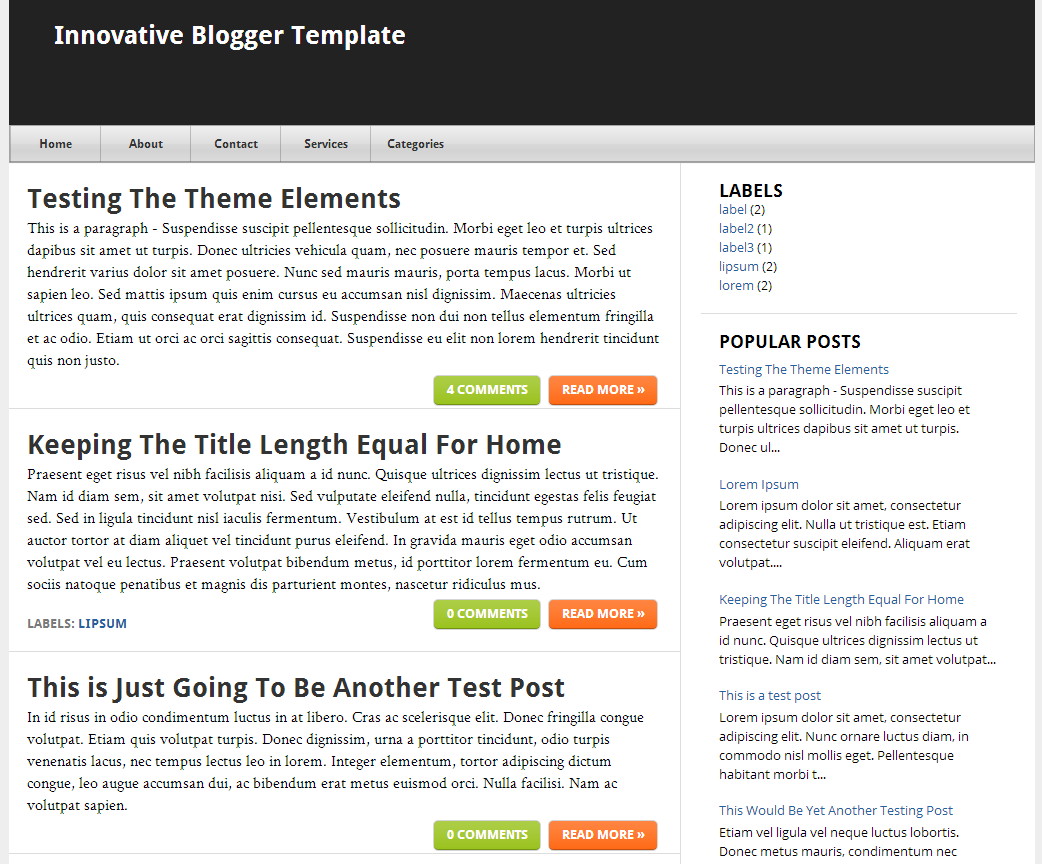 Innovative Blogger Template
Home About Contact Services Categories
Testing The Theme Elements
This is a paragraph - Suspendisse suscipit pellentesque sollicitudin. Morbi eget leo et turpis ultrices
dapibus sit amet ut turpis. Donec ultricies vehicula quam, nec posuere mauris tempor et. Sed
hendrerit varius dolor sit amet posuere. Nunc sed mauris mauris, porta tempus lacus. Morbi ut
sapien leo. Sed mattis ipsum quis enim cursus eu accumsan nisl dignissim. Maecenas ultricies
ultrices quam, quis consequat erat dignissim id. Suspendisse non dui non tellus elementum fringilla
et ac odio. Etiam ut orci ac orci sagittis consequat. Suspendisse eu elit non lorem hendrerit tincidunt
quis non justo.
4 COMMENTS READ MORE »
Keeping The Title Length Equal For Home
Praesent eget risus vel nibh facilisis aliquam a id nunc. Quisque ultrices dignissim lectus ut tristique.
Nam id diam sem, sit amet volutpat nisi. Sed vulputate eleifend nulla, tincidunt egestas felis feugiat
sed. Sed in ligula tincidunt nisl iaculis fermentum. Vestibulum at est id tellus tempus rutrum. Ut
auctor tortor at diam aliquet vel tincidunt purus eleifend. In gravida mauris eget odio accumsan
volutpat vel eu lectus. Praesent volutpat bibendum metus, id porttitor lorem fermentum eu. Cum
sociis natoque penatibus et magnis dis parturient montes, nascetur ridiculus mus.
0 COMMENTS READ MORE »
LABELS: LIPSUM
This is Just Going To Be Another Test Post
In id risus in odio condimentum luctus in at libero. Cras ac scelerisque elit. Donec fringilla congue
volutpat. Etiam quis volutpat turpis. Donec dignissim, urna a porttitor tincidunt, odio turpis
venenatis lacus, nec tempus lectus leo in lorem. Integer elementum, tortor adipiscing dictum
congue, leo augue accumsan dui, ac bibendum erat metus euismod orci. Nulla facilisi. Nam ac
volutpat sapien.
0 COMMENTS READ MORE »
LABELS
label (2)
label2 (1)
label3 (1)
lipsum (2)
lorem (2)
POPULAR POSTS
Testing The Theme Elements
This is a paragraph - Suspendisse suscipit
pellentesque sollicitudin. Morbi eget leo et
turpis ultrices dapibus sit amet ut turpis.
Donec ul...
Lorem Ipsum
Lorem ipsum dolor sit amet, consectetur
adipiscing elit. Nulla ut tristique est. Etiam
consectetur suscipit eleifend. Aliquam erat
volutpat....
Keeping The Title Length Equal For Home
Praesent eget risus vel nibh facilisis aliquam a
id nunc. Quisque ultrices dignissim lectus ut
tristique. Nam id diam sem, sit amet volutpat...
This is a test post
Lorem ipsum dolor sit amet, consectetur
adipiscing elit. Nunc ornare luctus diam, in
commodo nisl mollis eget. Pellentesque
habitant morbi t...
This Would Be Yet Another Testing Post
Etiam vel ligula vel neque luctus lobortis.
Donec metus mauris, condimentum nec